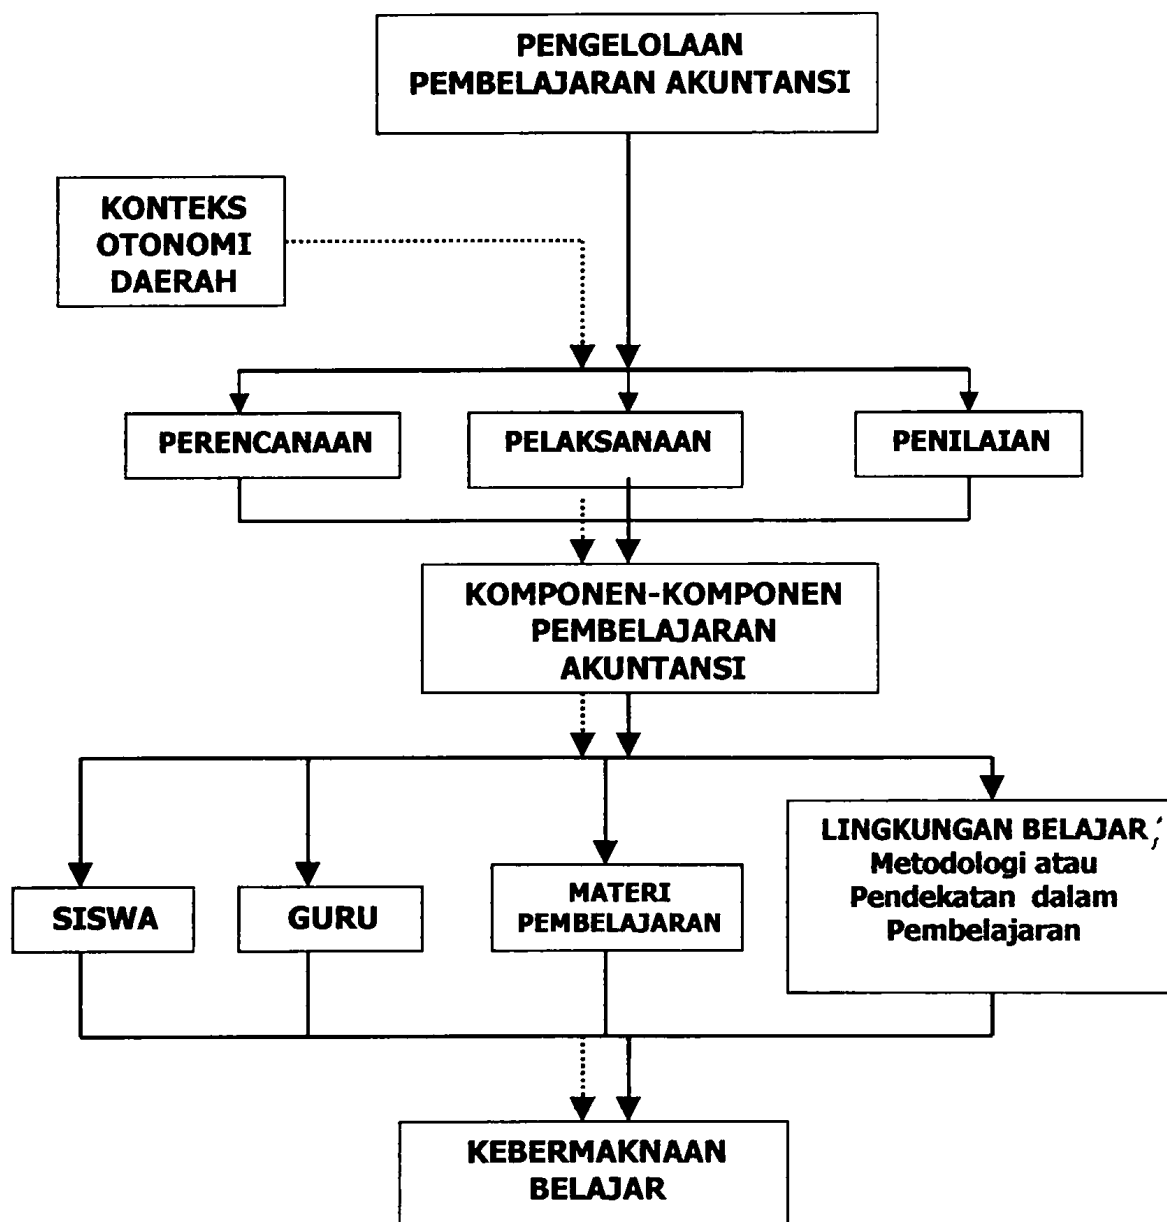 PENGELOLAAN
PEMBELAJARAN AKUNTANSI
KONTEKS
OTONOMI
DAERAH
PERENCANAAN
PELAKSANAAN
PENILAIAN
KOMPONEN-KOMPONEN
PEMBELAJARAN
AKUNTANSI
SISWA
GURU
MATERI
PEMBELAJARAN
LINGKUNGAN BELAJAR,
Metodologi atau
Pendekatan dalam
Pembelajaran
KEBERMAKNAAN
BELAJAR